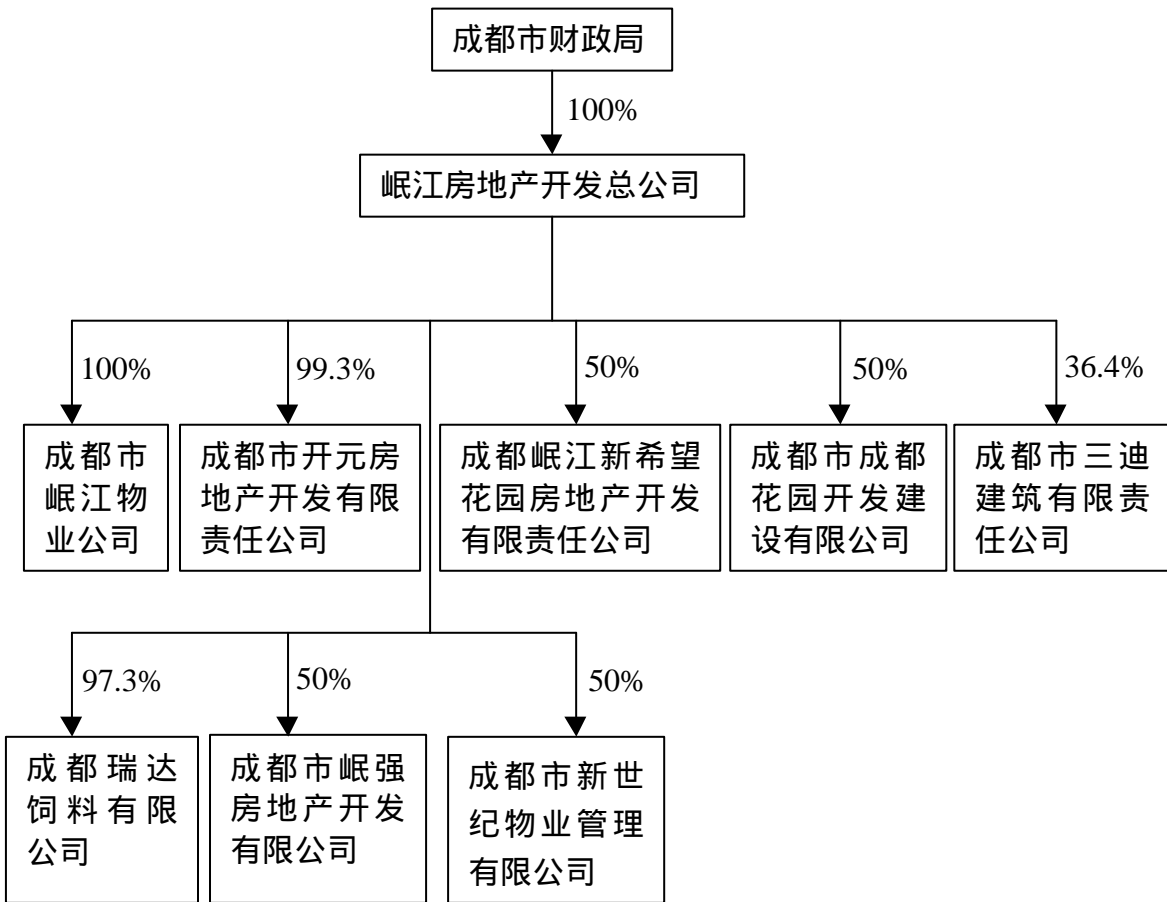 成都市财政局
100%
岷江房地产开发总公司
100%
99.3%
50%
50%
36.4%
成都市
岷江物
业公司
成都市开元房
地产开发有限
责任公司
成都岷江新希望
花园房地产开发
有限责任公司
成都市成都
花园开发建
设有限公司
成都市三迪
建筑有限责
任公司
97.3%
50%
50%
成都瑞达
饲料有限
公司
成都市岷强
房地产开发
有限公司
成都市新世
纪物业管理
有限公司